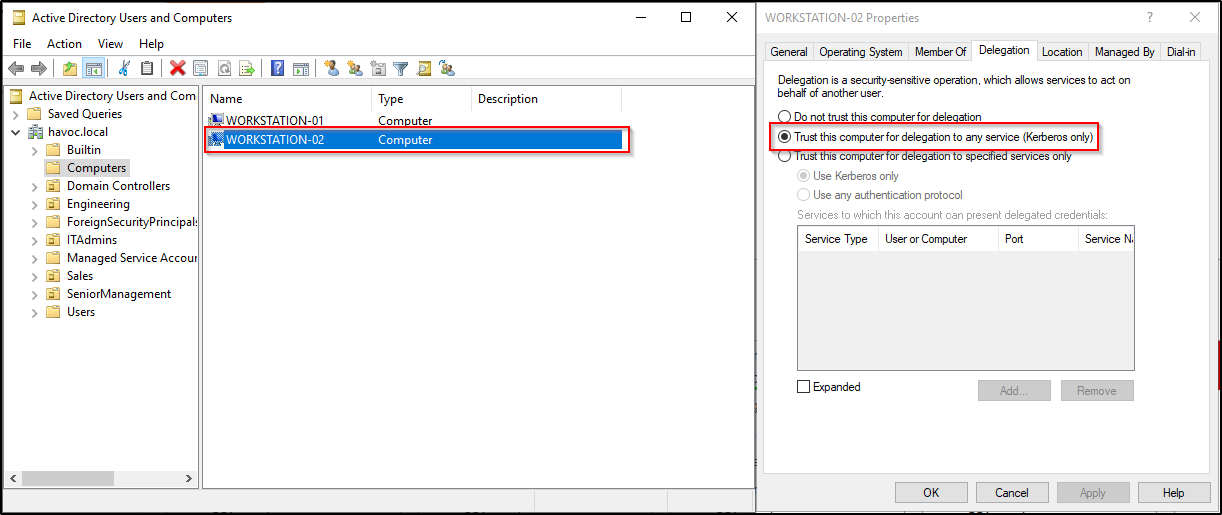 Active Directory Users and Computers
File Action View Help
Active Directory Users and Com
Saved Queries
havoc.local
Builtin
Computers
Domain Controllers
Engineering
ForeignSecurityPrincipals
ITAdmins
Managed Service Accour
Sales
SeniorManagement
Users
Name Type Description
WORKSTATION-01 Computer
WORKSTATION-02 Computer
WORKSTATION-02 Properties
General Operating System Member Of Delegation Location Managed By Dial-in
Delegation is a security-sensitive operation, which allows services to act on
behalf of another user.
Do not trust this computer for delegation
Trust this computer for delegation to any service (Kerberos only)
Trust this computer for delegation to specified services only
Use Kerberos only
Use any authentication protocol
Services to which this account can present delegated credentials:
Service Type User or Computer Port Service Na
Expanded
Add... Remove
OK Cancel Apply Help